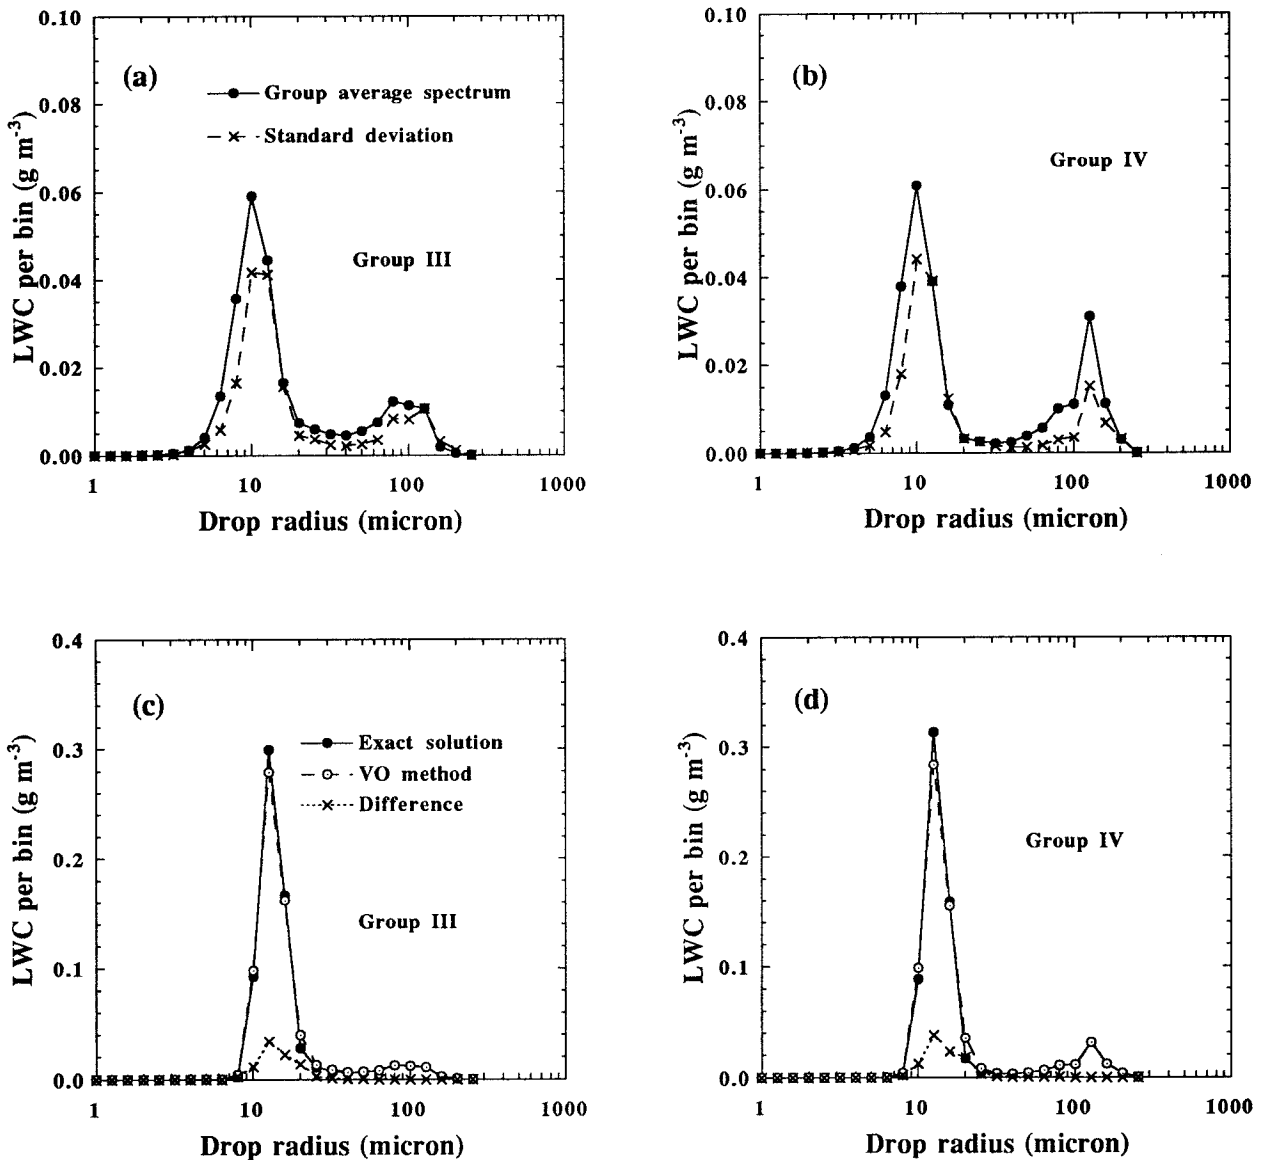 0.10
0.08
0.06
0.04
0.02
0.00
LWC per bin (g m-3)
(a)
Group average spectrum
Standard deviation
Group III
1
10
100
1000
Drop radius (micron)
0.10
0.08
0.06
0.04
0.02
0.00
LWC per bin (g m-3)
(b)
Group IV
1
10
100
1000
Drop radius (micron)
0.4
0.3
0.2
0.1
0.0
LWC per bin (g m-3)
(c)
Exact solution
VO method
Difference
Group III
1
10
100
1000
Drop radius (micron)
0.4
0.3
0.2
0.1
0.0
LWC per bin (g m-3)
(d)
Group IV
1
10
100
1000
Drop radius (micron)